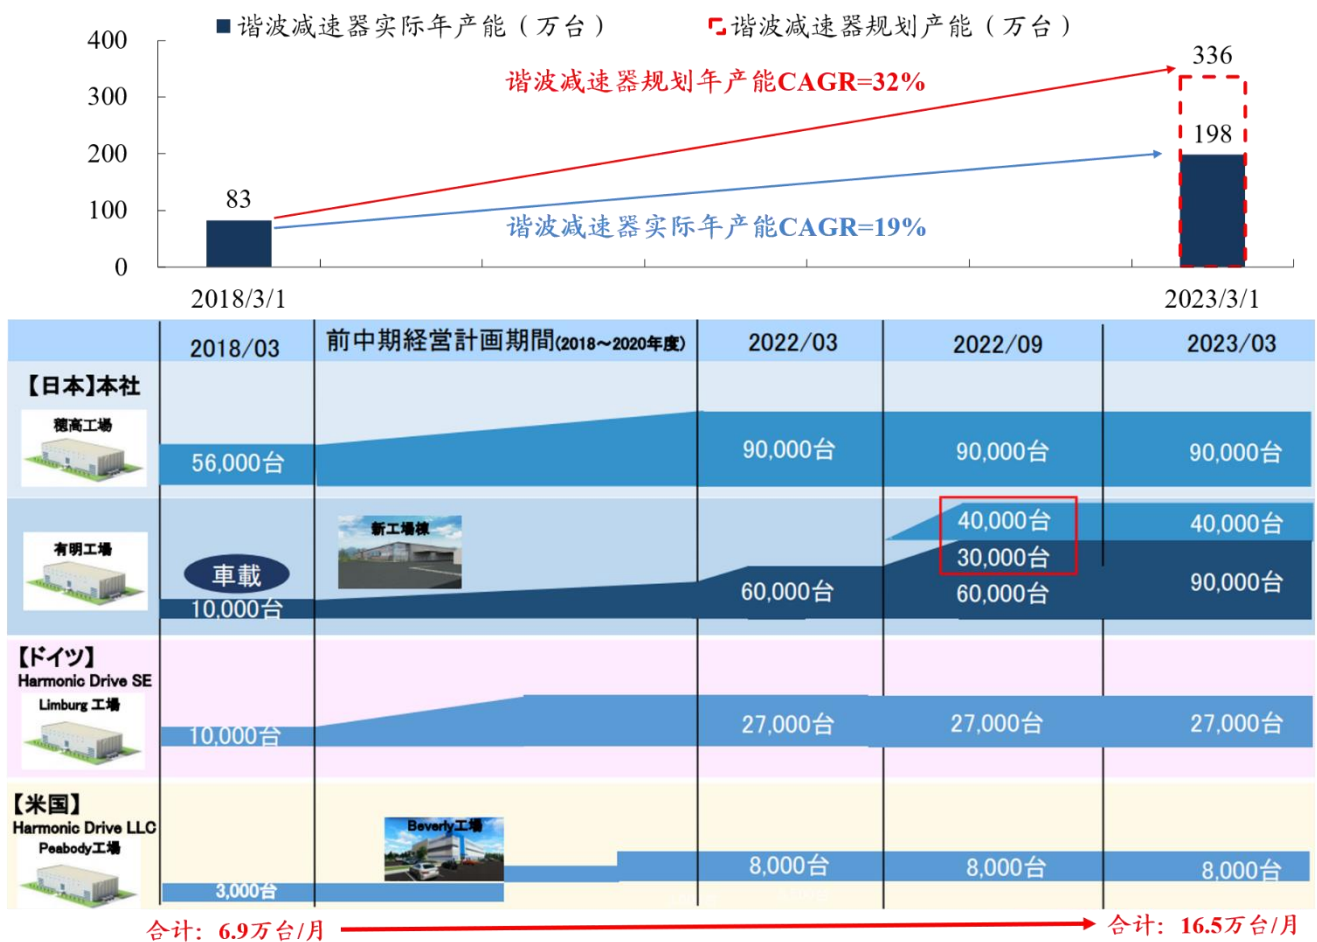 谐波减速器实际年产能（万台） 谐波减速器规划产能（万台）
400
300
200
100
0
谐波减速器规划年产能CAGR=32%
谐波减速器实际年产能CAGR=19%
83
336
198
2018/3/1
2023/3/1
2018/03 前中期経営計画期間(2018～2020年度) 2022/03 2022/09 2023/03
【日本】本社
穂高工場
56,000台 90,000台 90,000台 90,000台
有明工場
車載
新工場棟
40,000台 40,000台
30,000台
10,000台 60,000台 60,000台 90,000台
【ドイツ】
Harmonic Drive SE
Limburg 工場
10,000台 27,000台 27,000台 27,000台
【米国】
Harmonic Drive LLC
Peabody工場
Beverly工場
3,000台 8,000台 8,000台 8,000台
合计：6.9万台/月 合计：16.5万台/月